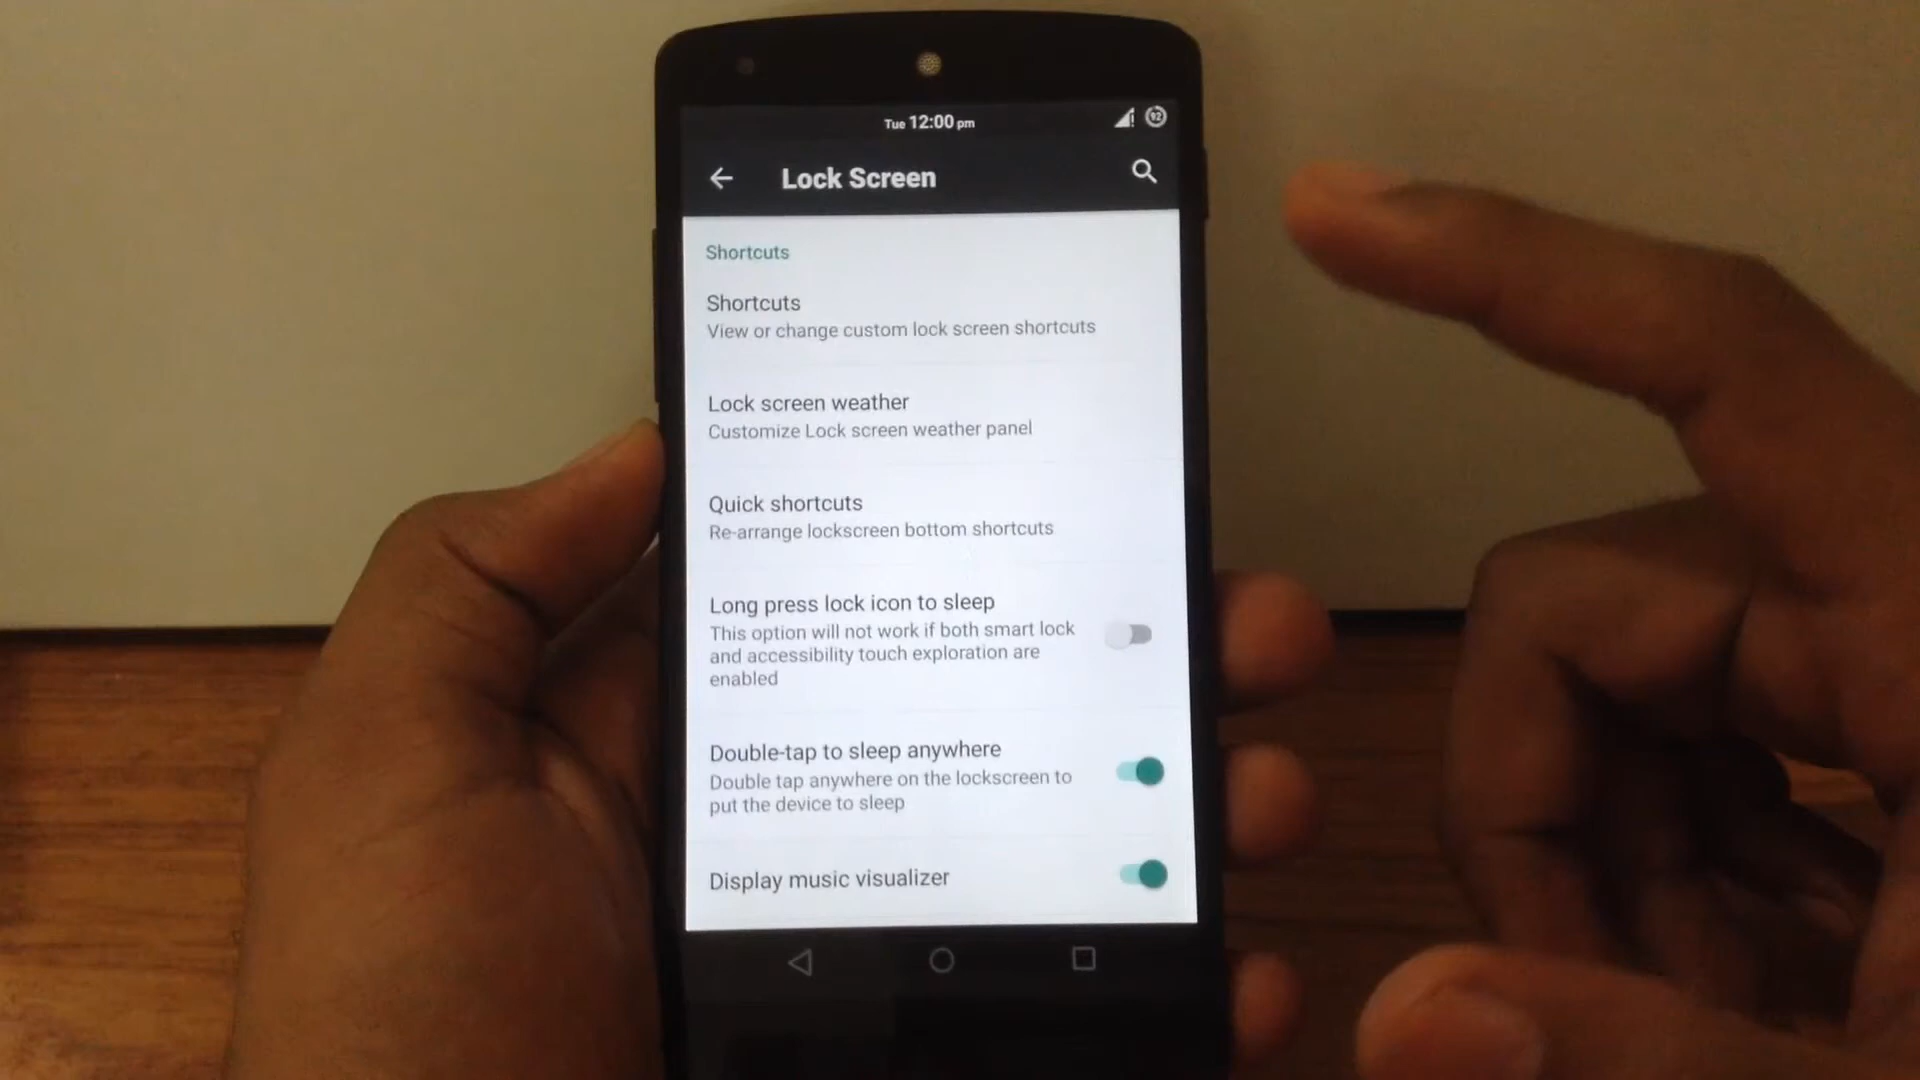 Tue 12:00 pm
92
Lock Screen
Shortcuts
Shortcuts
View or change custom lock screen shortcuts
Lock screen weather
Customize Lock screen weather panel
Quick shortcuts
Re-arrange lockscreen bottom shortcuts
Long press lock icon to sleep
This option will not work if both smart lock
and accessibility touch exploration are
enabled
Double-tap to sleep anywhere
Double tap anywhere on the lockscreen to
put the device to sleep
Display music visualizer